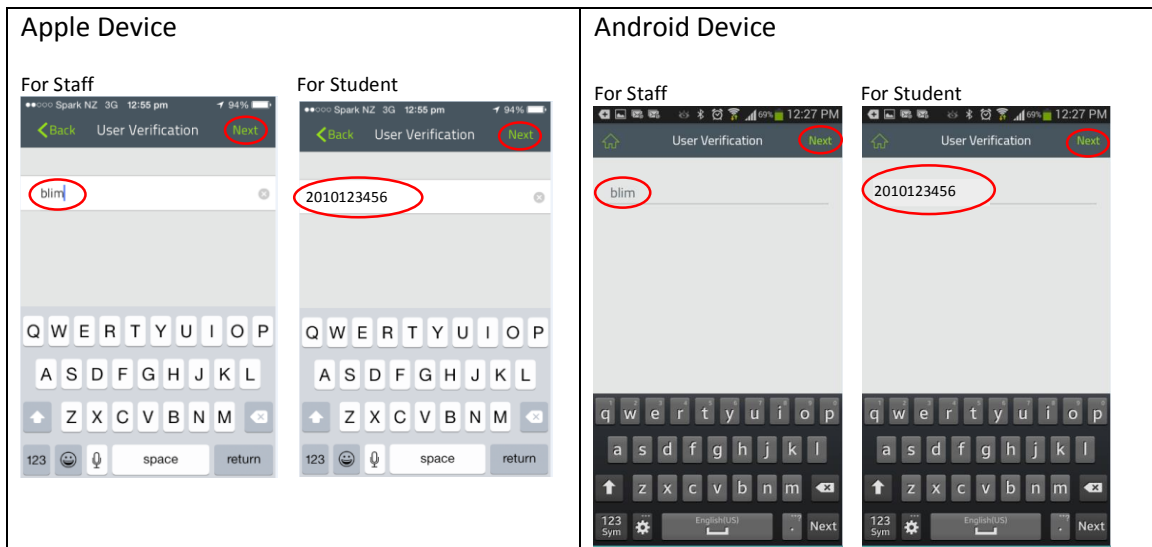 Apple Device
For Staff
Spark NZ 3G 12:55 pm 94%
Back User Verification Next
blim
Q W E R T Y U I O P
A S D F G H J K L
Z X C V B N M
123 space return
For Student
Spark NZ 3G 12:55 pm 94%
Back User Verification Next
2010123456
Q W E R T Y U I O P
A S D F G H J K L
Z X C V B N M
123 space return
Android Device
For Staff
69% 12:27 PM
User Verification Next
blim
q w e r t y u i o p
a s d f g h j k l
z x c v b n m
123 Sym English(US) . Next
For Student
69% 12:27 PM
User Verification Next
2010123456
q w e r t y u i o p
a s d f g h j k l
z x c v b n m
123 Sym English(US) . Next